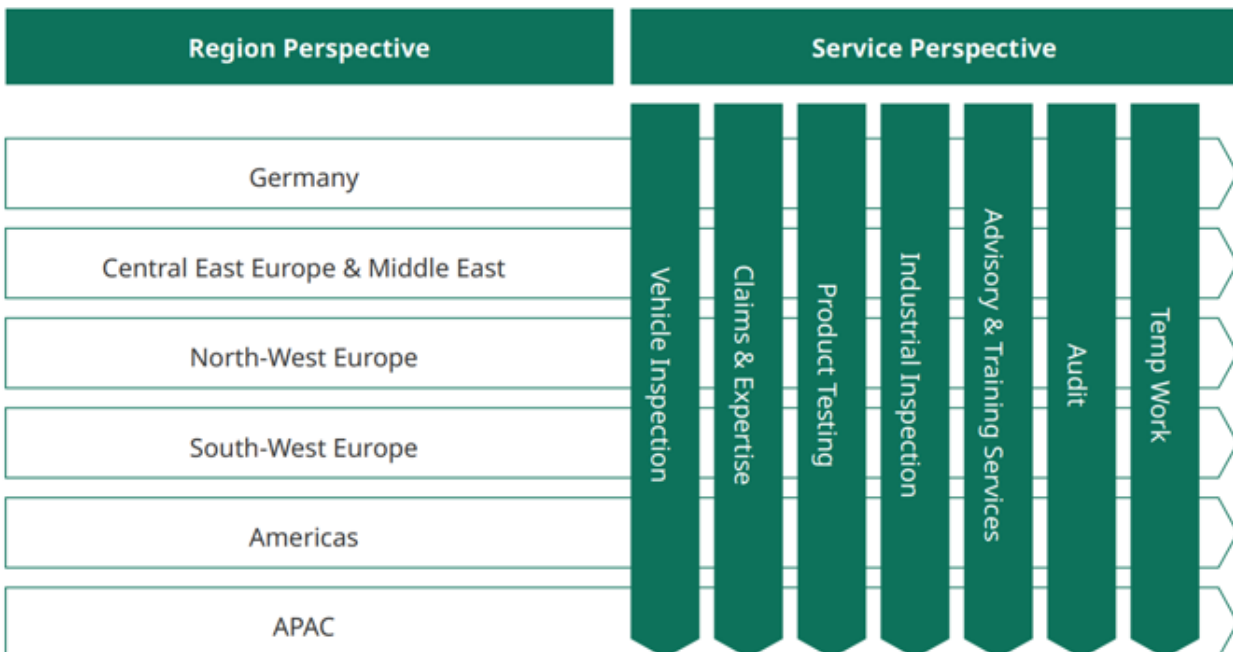 Region Perspective
Service Perspective
Germany
Central East Europe & Middle East
North-West Europe
South-West Europe
Americas
APAC
Vehicle Inspection
Claims & Expertise
Product Testing
Industrial Inspection
Advisory & Training Services
Audit
Temp Work